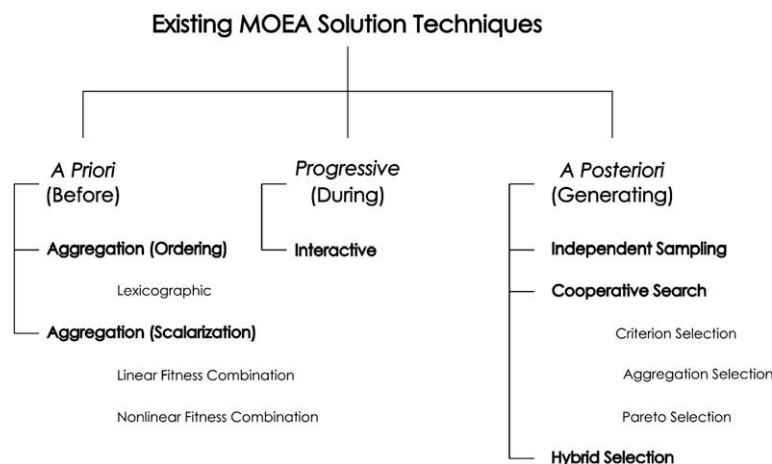 Existing MOEA Solution Techniques
A Priori
(Before)
Aggregation (Ordering)
Lexicographic
Aggregation (Scalarization)
Linear Fitness Combination
Nonlinear Fitness Combination
Progressive
(During)
Interactive
A Posteriori
(Generating)
Independent Sampling
Cooperative Search
Criterion Selection
Aggregation Selection
Pareto Selection
Hybrid Selection